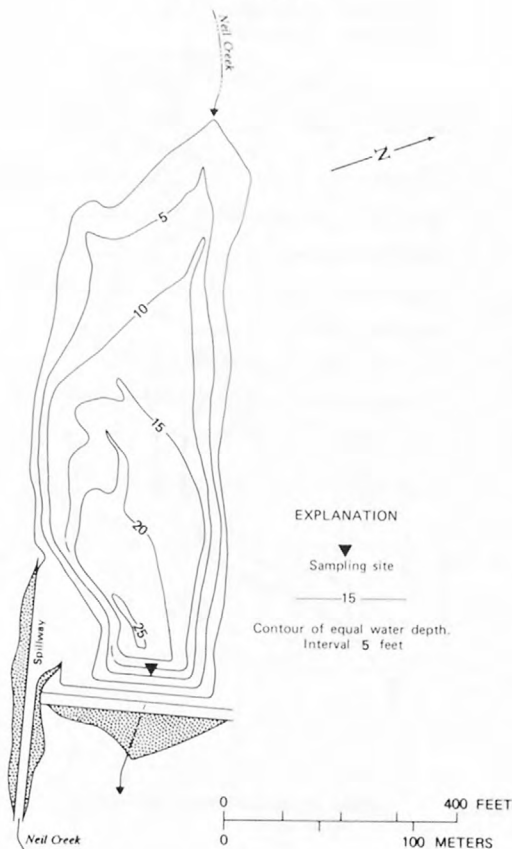 Neil Creek
N
5
10
15
20
25
Spillway
Neil Creek
EXPLANATION
Sampling site
15
Contour of equal water depth.
Interval 5 feet
0 400 FEET
0 100 METERS